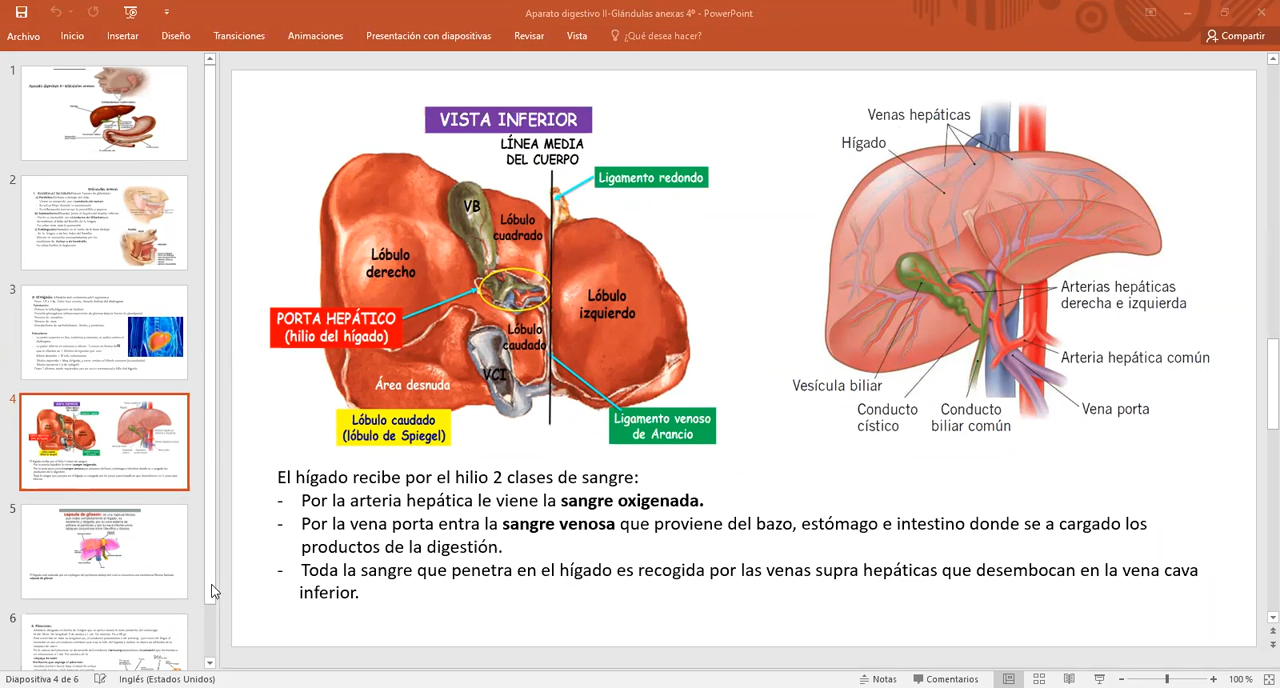 Aparato digestivo II-Glándulas anexas 4º - PowerPoint
Archivo Inicio Insertar Diseño Transiciones Animaciones Presentación con diapositivas Revisar Vista ¿Qué desea hacer? Compartir
1
2
3
4
5
6
VISTA INFERIOR
LÍNEA MEDIA
DEL CUERPO
Ligamento redondo
VB
Lóbulo
cuadrado
Lóbulo
derecho
Lóbulo
izquierdo
PORTA HEPÁTICO
(hilio del hígado)
Lóbulo
caudado
VCI
Área desnuda
Lóbulo caudado
(lóbulo de Spiegel)
Ligamento venoso
de Arancio
Venas hepáticas
Hígado
Arterias hepáticas
derecha e izquierda
Arteria hepática común
Vesícula biliar
Vena porta
Conducto
cístico
Conducto
biliar común
El hígado recibe por el hilio 2 clases de sangre:
- Por la arteria hepática le viene la sangre oxigenada.
- Por la vena porta entra la sangre venosa que proviene del bazo, estómago e intestino donde se a cargado los
productos de la digestión.
- Toda la sangre que penetra en el hígado es recogida por las venas supra hepáticas que desembocan en la vena cava
inferior.
Diapositiva 4 de 6 Inglés (Estados Unidos) Notas Comentarios 100 %